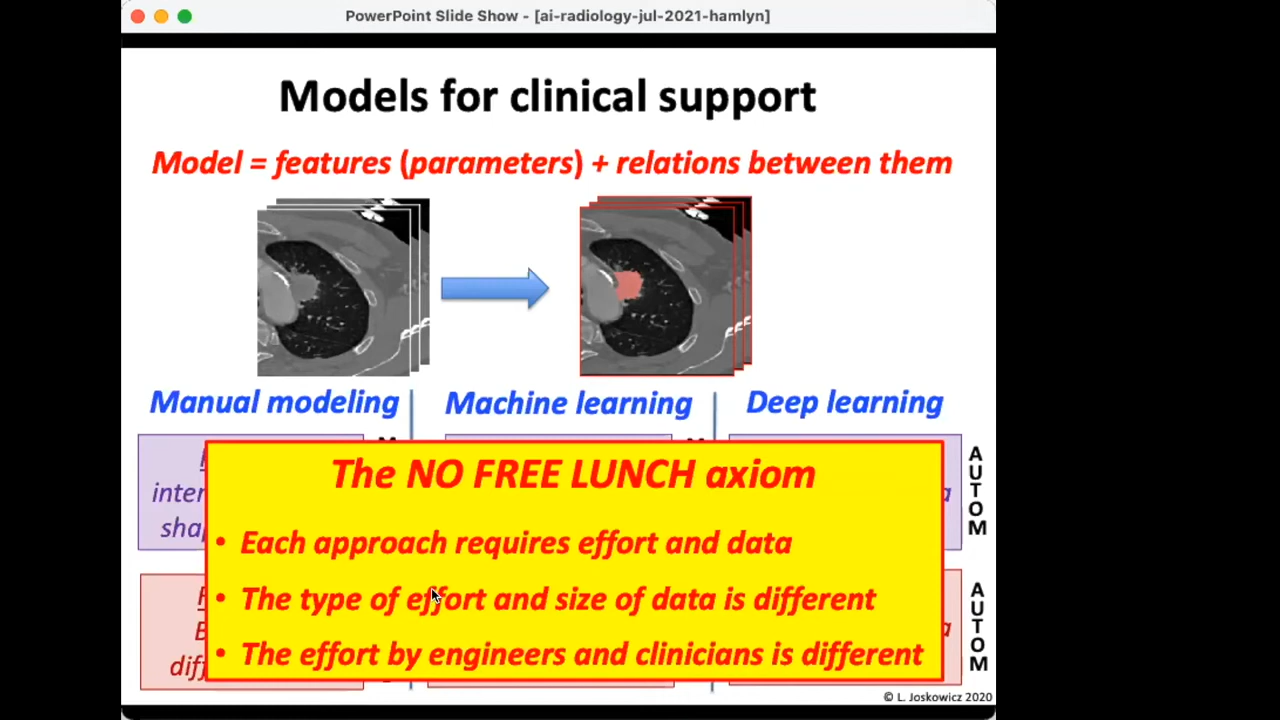 PowerPoint Slide Show - [ai-radiology-jul-2021-hamlyn]
Models for clinical support
Model = features (parameters) + relations between them
Manual modeling
Machine learning
Deep learning
AUTOM
The NO FREE LUNCH axiom
• Each approach requires effort and data
• The type of effort and size of data is different
• The effort by engineers and clinicians is different
AUTOM
© L. Joskowicz 2020